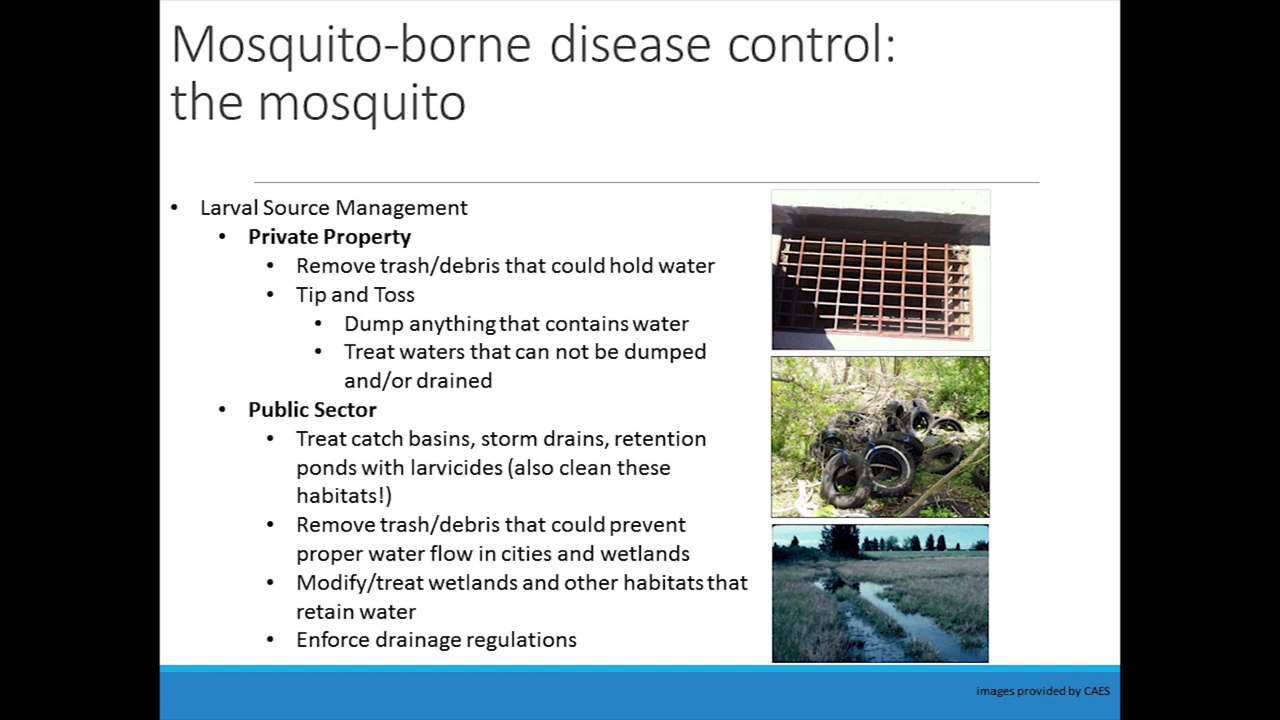 Mosquito-borne disease control:
the mosquito
• Larval Source Management
• Private Property
• Remove trash/debris that could hold water
• Tip and Toss
• Dump anything that contains water
• Treat waters that can not be dumped
and/or drained
• Public Sector
• Treat catch basins, storm drains, retention
ponds with larvicides (also clean these
habitats!)
• Remove trash/debris that could prevent
proper water flow in cities and wetlands
• Modify/treat wetlands and other habitats that
retain water
• Enforce drainage regulations
images provided by CAES